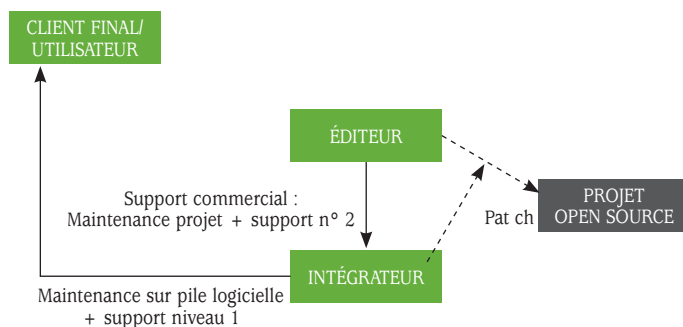 CLIENT FINAL/
UTILISATEUR
ÉDITEUR
Support commercial :
Maintenance projet + support n° 2
Pat ch
PROJET
OPEN SOURCE
INTÉGRATEUR
Maintenance sur pile logicielle
+ support niveau 1